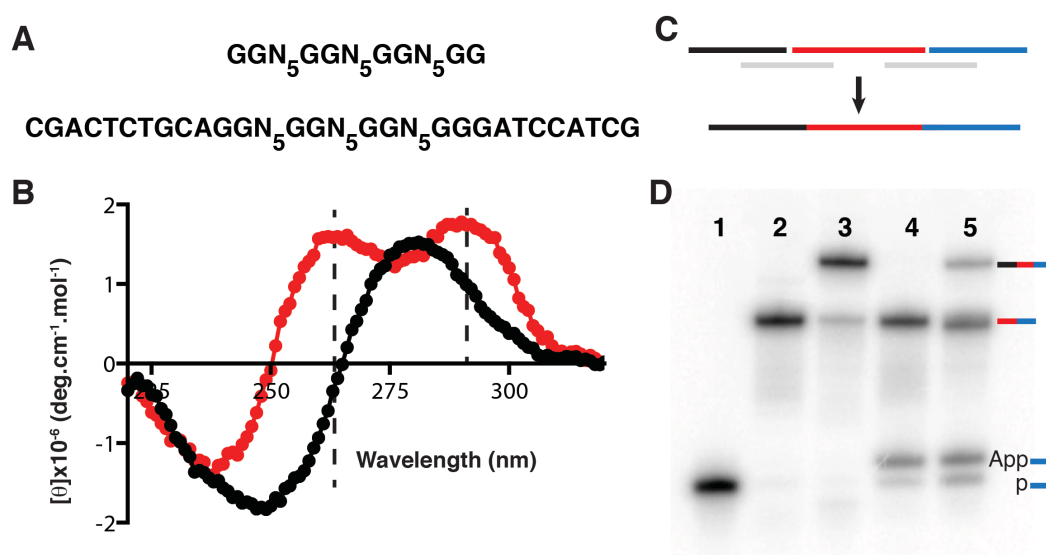 A
GGN5GGN5GGN5GG
CGACTCTGCAGGN5GGN5GGN5GGGATCCATCG
B
2
1
0
-1
-2
225
250
275
300
[θ]x10-6 (deg.cm-1.mol-1)
Wavelength (nm)
C
D
1 2 3 4 5
App
p